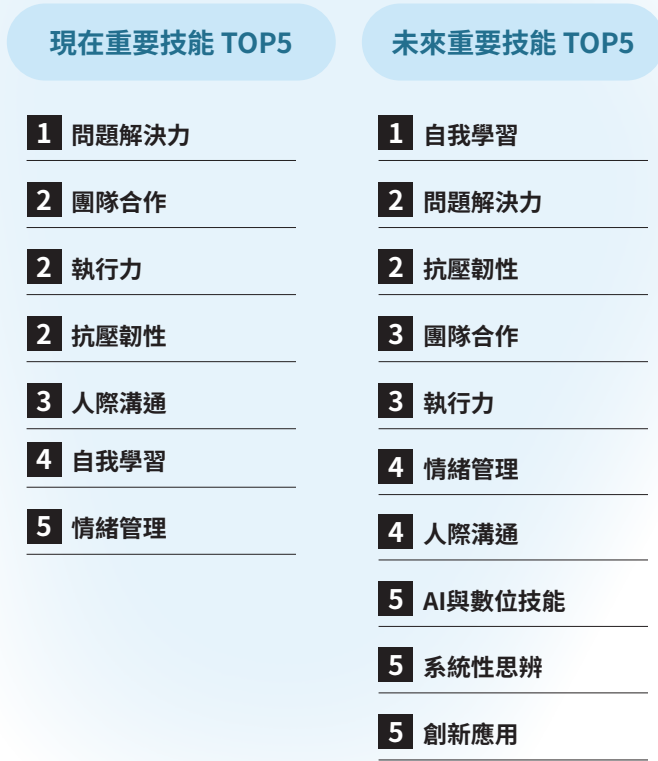 現在重要技能 TOP5
1 問題解決力
2 團隊合作
2 執行力
2 抗壓韌性
3 人際溝通
4 自我學習
5 情緒管理
未來重要技能 TOP5
1 自我學習
2 問題解決力
2 抗壓韌性
3 團隊合作
3 執行力
4 情緒管理
4 人際溝通
5 AI與數位技能
5 系統性思辨
5 創新應用